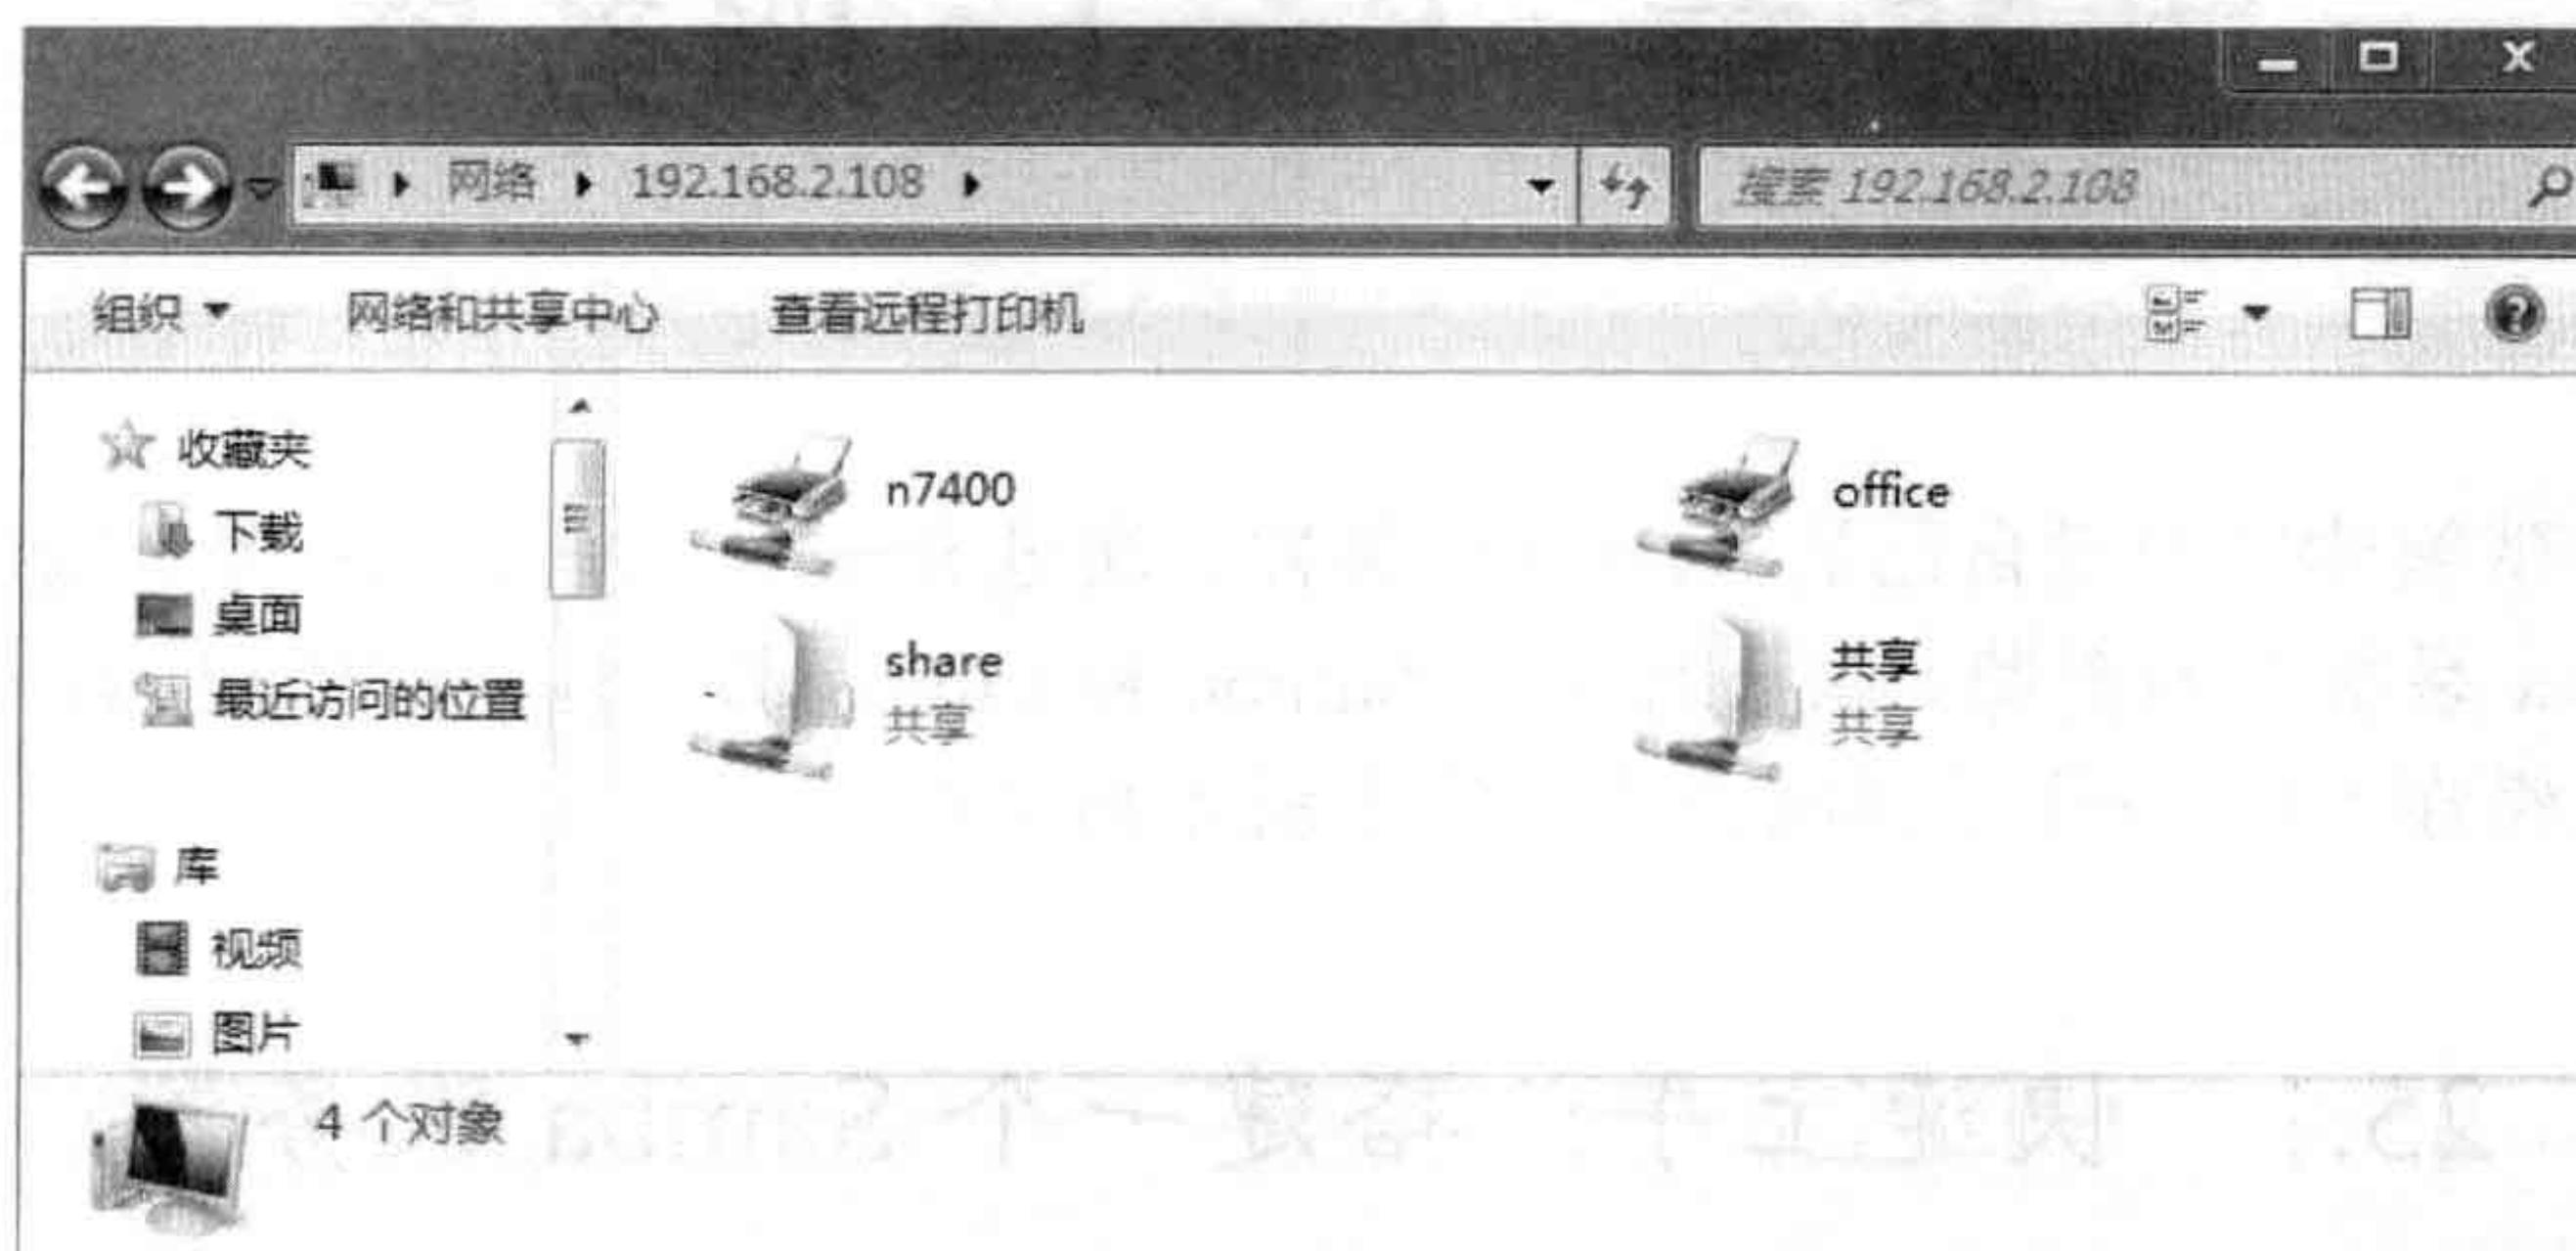 网络 192.168.2.108
搜索 192.168.2.108
组织 网络和共享中心 查看远程打印机
收藏夹
下载
桌面
最近访问的位置
库
视频
图片
n7400
office
share
共享
共享
共享
4 个对象